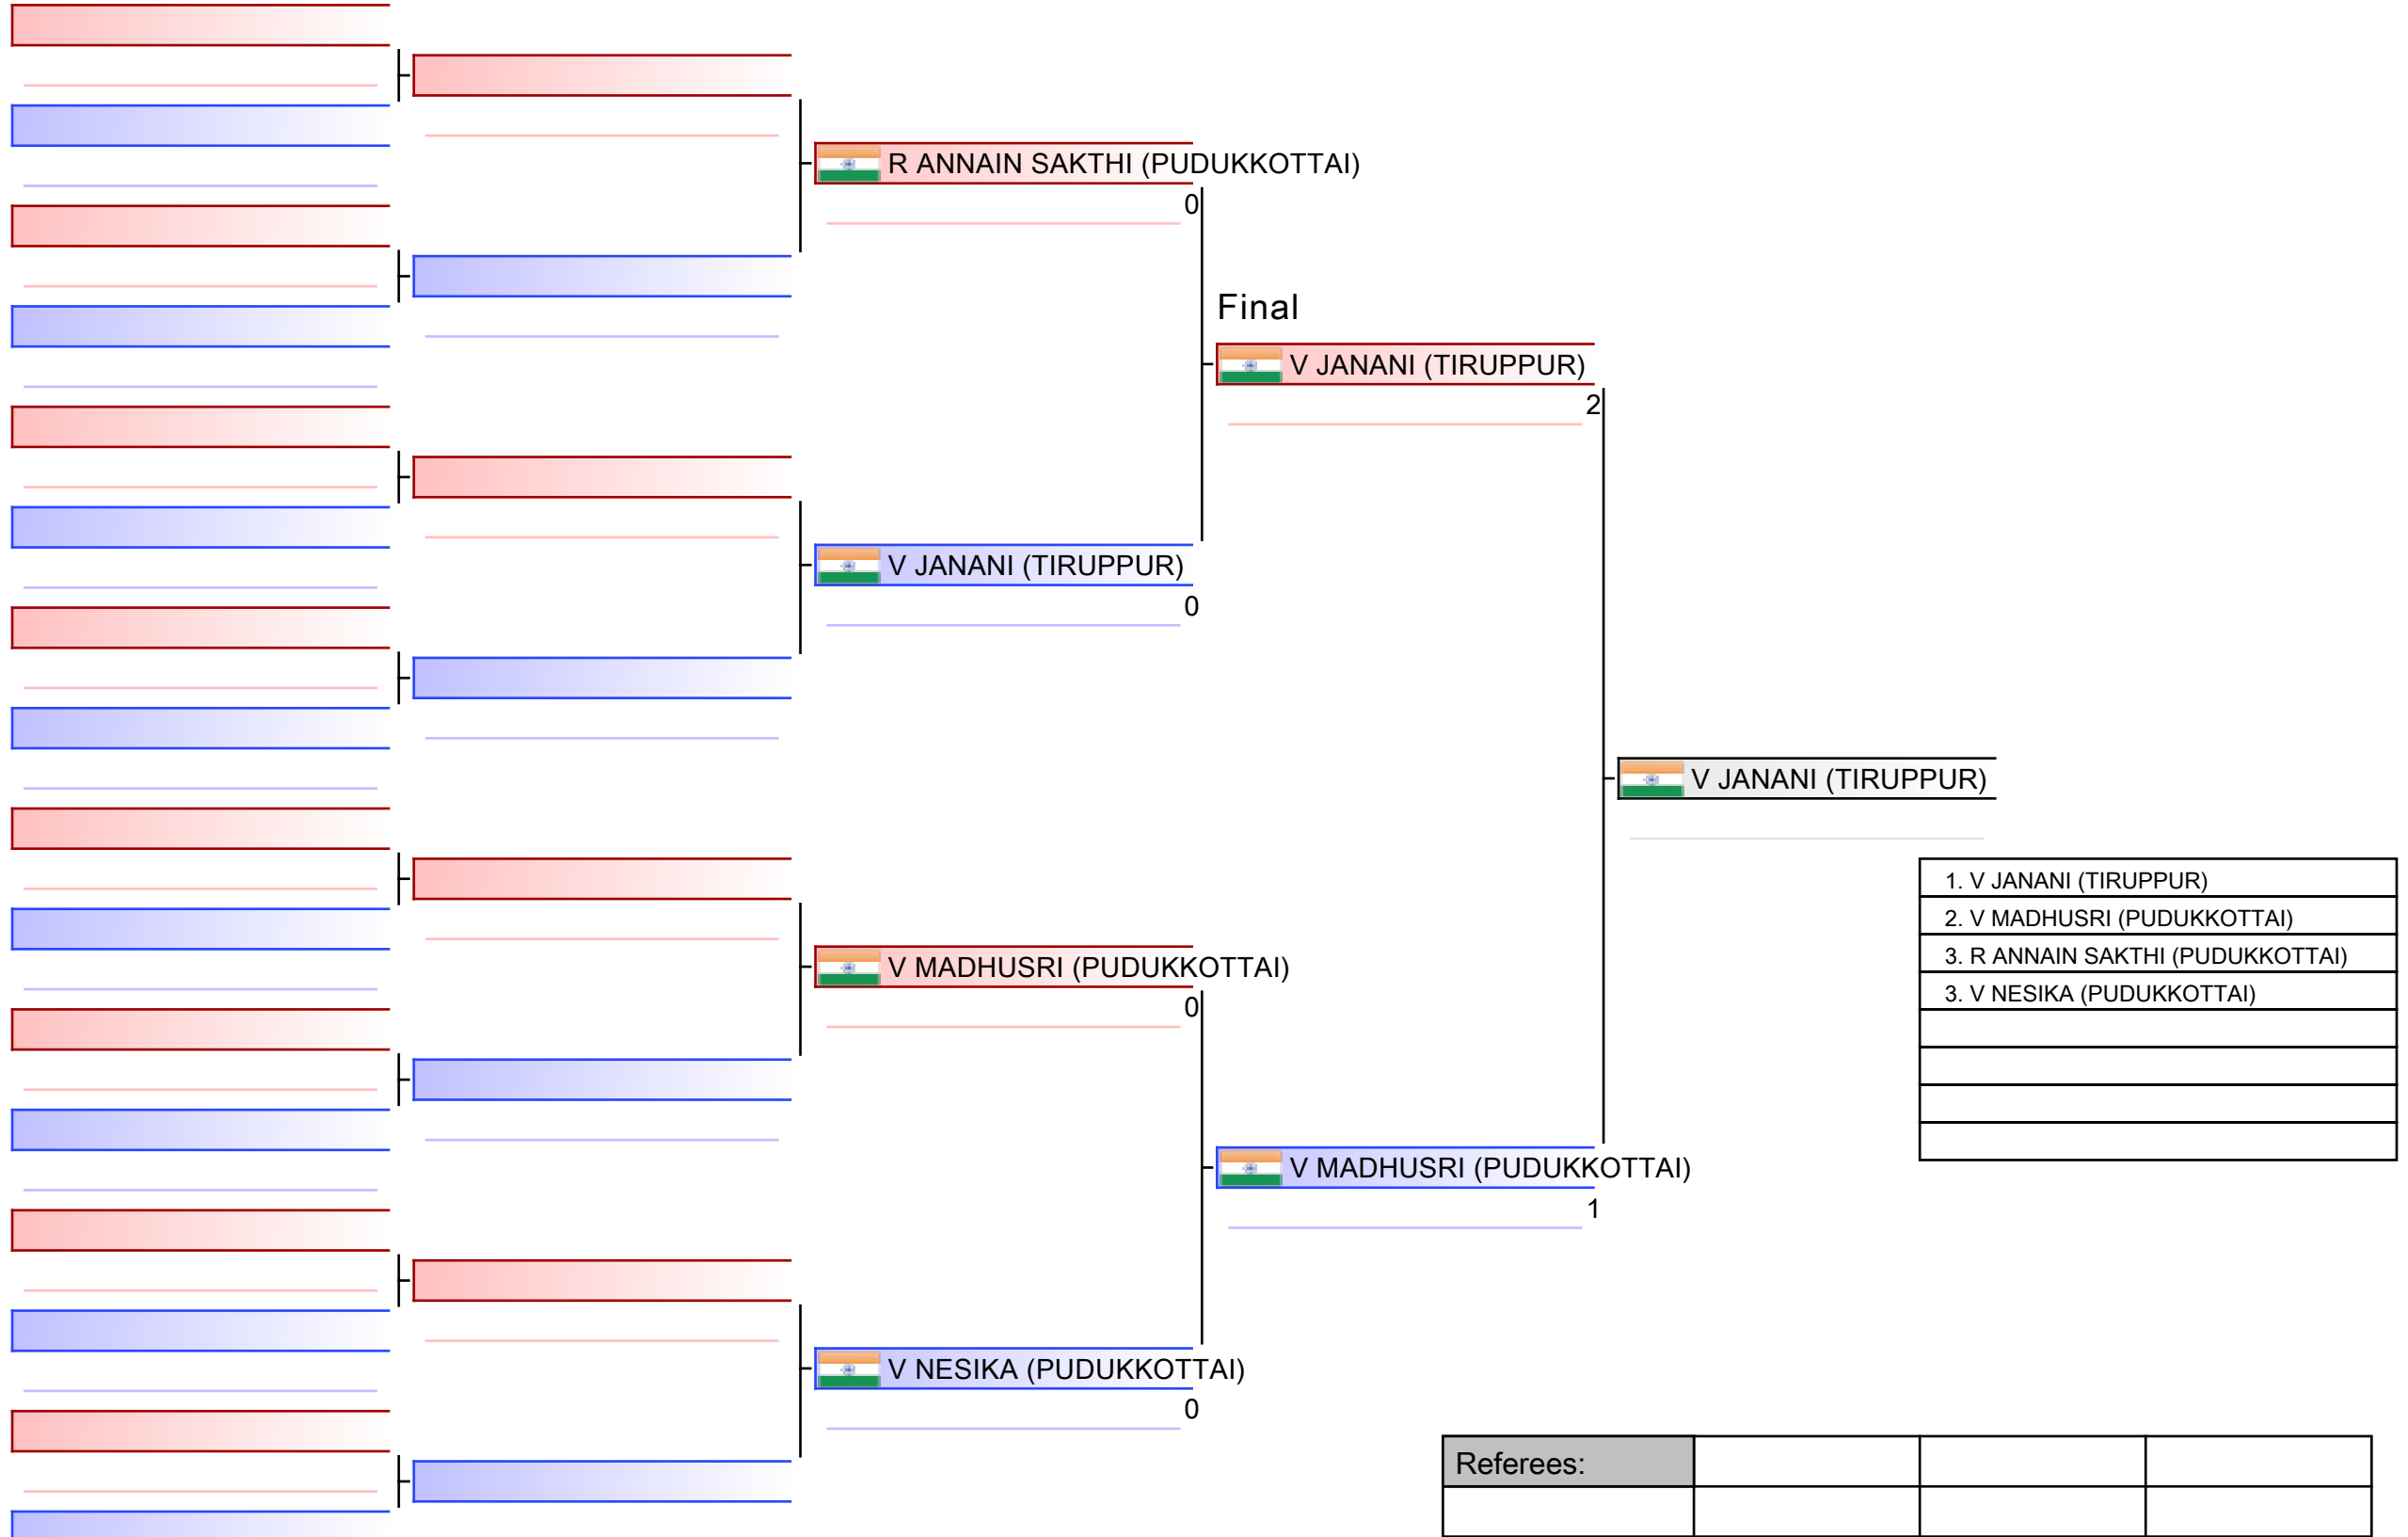 R ANNAIN SAKTHI (PUDUKKOTTAI)
0
Final
V JANANI (TIRUPPUR)
2
V JANANI (TIRUPPUR)
0
V JANANI (TIRUPPUR)
1. V JANANI (TIRUPPUR)
2. V MADHUSRI (PUDUKKOTTAI)
3. R ANNAIN SAKTHI (PUDUKKOTTAI)
3. V NESIKA (PUDUKKOTTAI)
V MADHUSRI (PUDUKKOTTAI)
0
V MADHUSRI (PUDUKKOTTAI)
1
V NESIKA (PUDUKKOTTAI)
0
Referees: